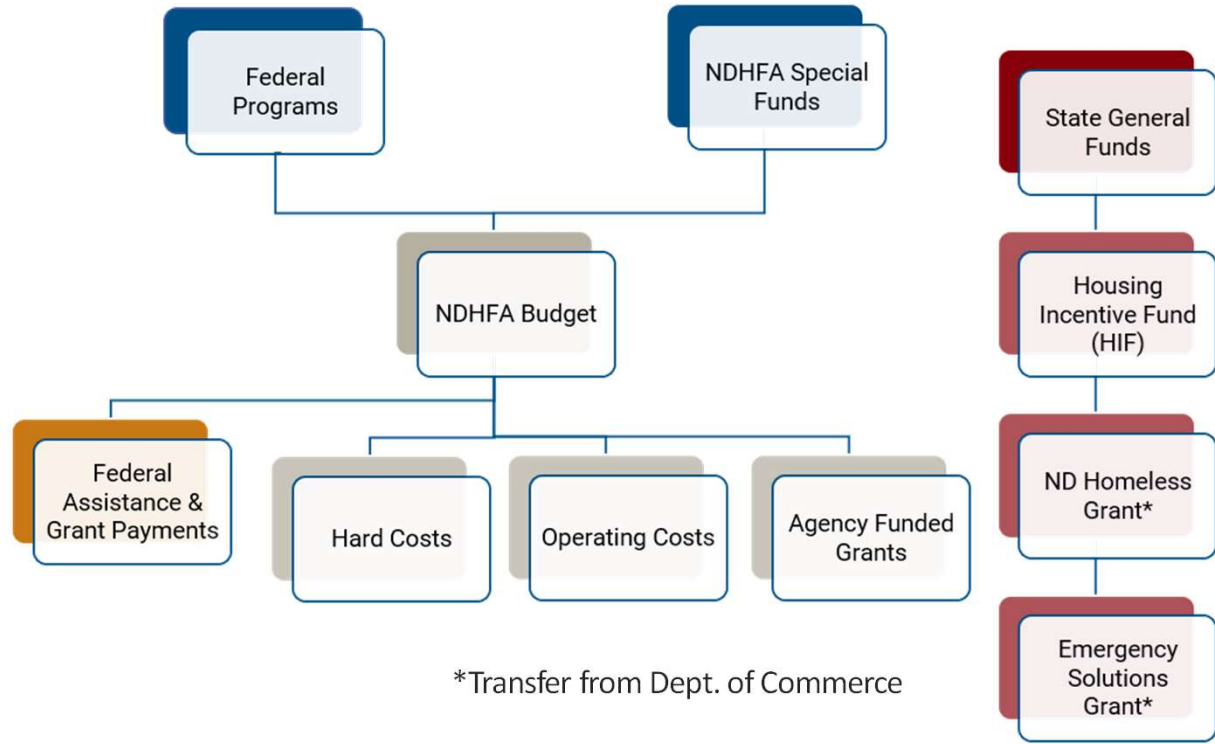 Federal
Programs
NDHFA Special
Funds
State General
Funds
NDHFA Budget
Housing
Incentive Fund
(HIF)
Federal
Assistance &
Grant Payments
Hard Costs
Operating Costs
Agency Funded
Grants
ND Homeless
Grant*
Emergency
Solutions
Grant*
*Transfer from Dept. of Commerce